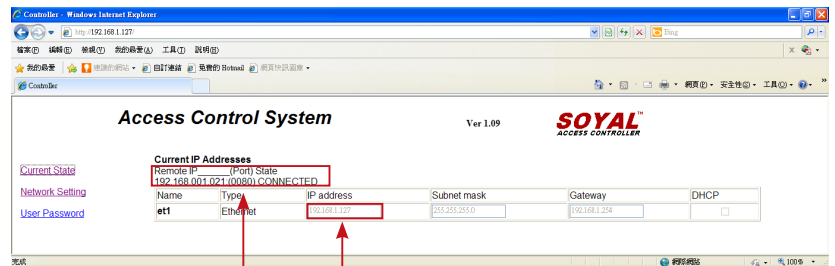 Controller - Windows Internet Explorer
http://192.168.1.127/
Bing
檔案(F) 編輯(E) 檢視(V) 我的最愛(A) 工具(T) 說明(H)
我的最愛 建議的網站 自訂連結 免費的 Hotmail 網頁快訊圖庫
Controller
網頁(P) 安全性(S) 工具(O)
Access Control System
Ver 1.09
SOYAL™
ACCESS CONTROLLER
Current State
Network Setting
User Password
Current IP Addresses
Remote IP______(Port) State
192.168.001.021:(0080) CONNECTED
Name Type IP address Subnet mask Gateway DHCP
et1 Ethernet 192.168.1.127 255.255.255.0 192.168.1.254
完成
網際網路
100%